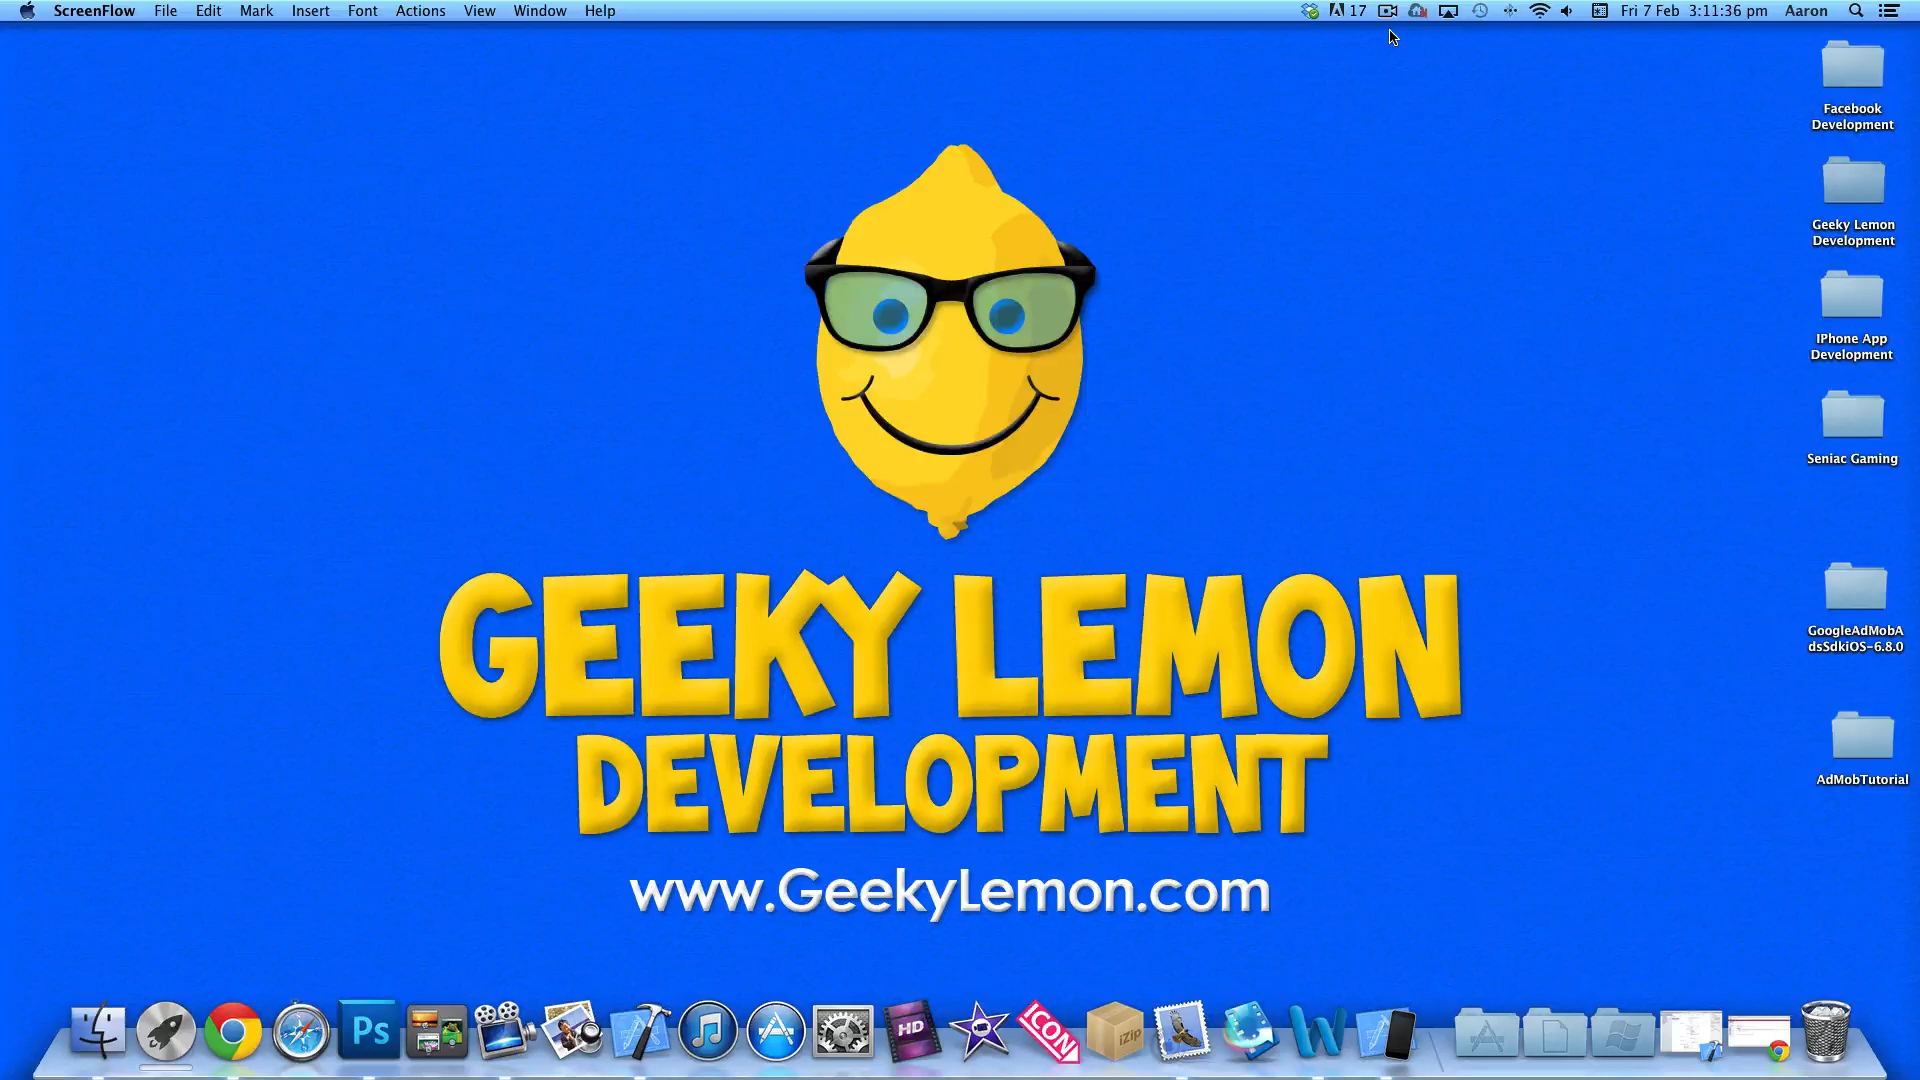 ScreenFlow File Edit Mark Insert Font Actions View Window Help 17 Fri 7 Feb 3:11:36 pm Aaron
Facebook
Development
Geeky Lemon
Development
IPhone App
Development
Seniac Gaming
GoogleAdMobA
dsSdkiOS-6.8.0
AdMobTutorial
GEEKY LEMON
DEVELOPMENT
www.GeekyLemon.com
Ps
HD
ICON
iZip
W